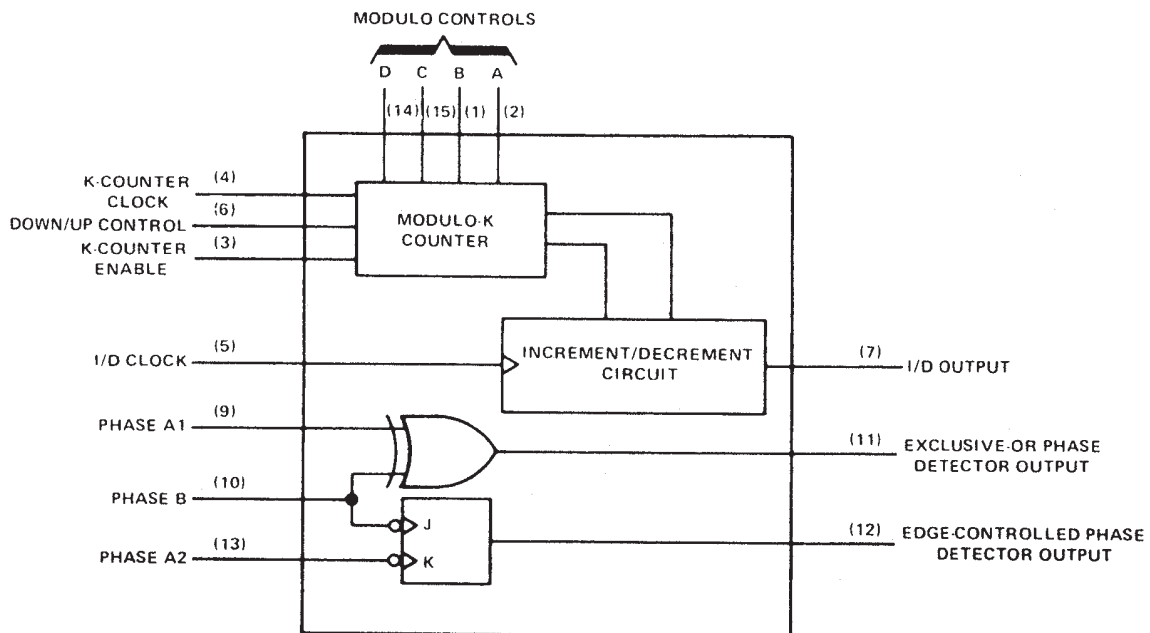 MODULO CONTROLS
D C B A
(14) (15) (1) (2)
K-COUNTER
CLOCK
(4)
DOWN/UP CONTROL
(6)
K-COUNTER
ENABLE
(3)
MODULO-K
COUNTER
I/D CLOCK
(5)
INCREMENT/DECREMENT
CIRCUIT
(7)
I/D OUTPUT
PHASE A1
(9)
(11)
EXCLUSIVE-OR PHASE
DETECTOR OUTPUT
PHASE B
(10)
J
K
(12)
EDGE-CONTROLLED PHASE
DETECTOR OUTPUT
PHASE A2
(13)